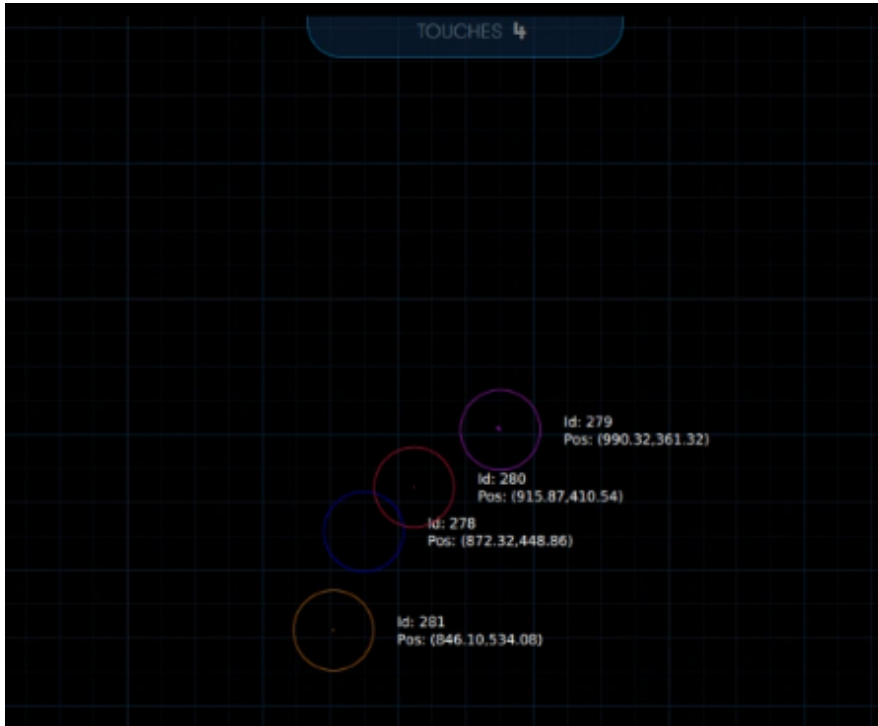 TOUCHES 4
Id: 279
Pos: (990.32,361.32)
Id: 280
Pos: (915.87,410.54)
Id: 278
Pos: (872.32,448.86)
Id: 281
Pos: (846.10,534.08)